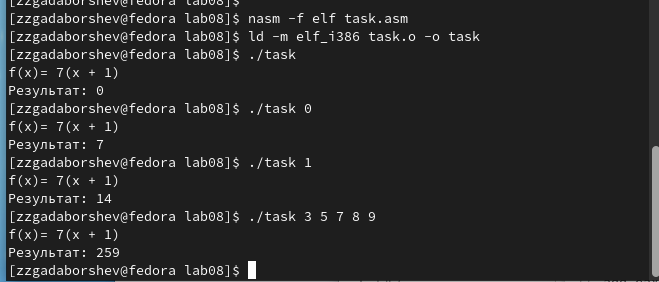 [zzgadaborshev@fedora lab08]$
[zzgadaborshev@fedora lab08]$ nasm -f elf task.asm
[zzgadaborshev@fedora lab08]$ ld -m elf_i386 task.o -o task
[zzgadaborshev@fedora lab08]$ ./task
f(x)= 7(x + 1)
Результат: 0
[zzgadaborshev@fedora lab08]$ ./task 0
f(x)= 7(x + 1)
Результат: 7
[zzgadaborshev@fedora lab08]$ ./task 1
f(x)= 7(x + 1)
Результат: 14
[zzgadaborshev@fedora lab08]$ ./task 3 5 7 8 9
f(x)= 7(x + 1)
Результат: 259
[zzgadaborshev@fedora lab08]$